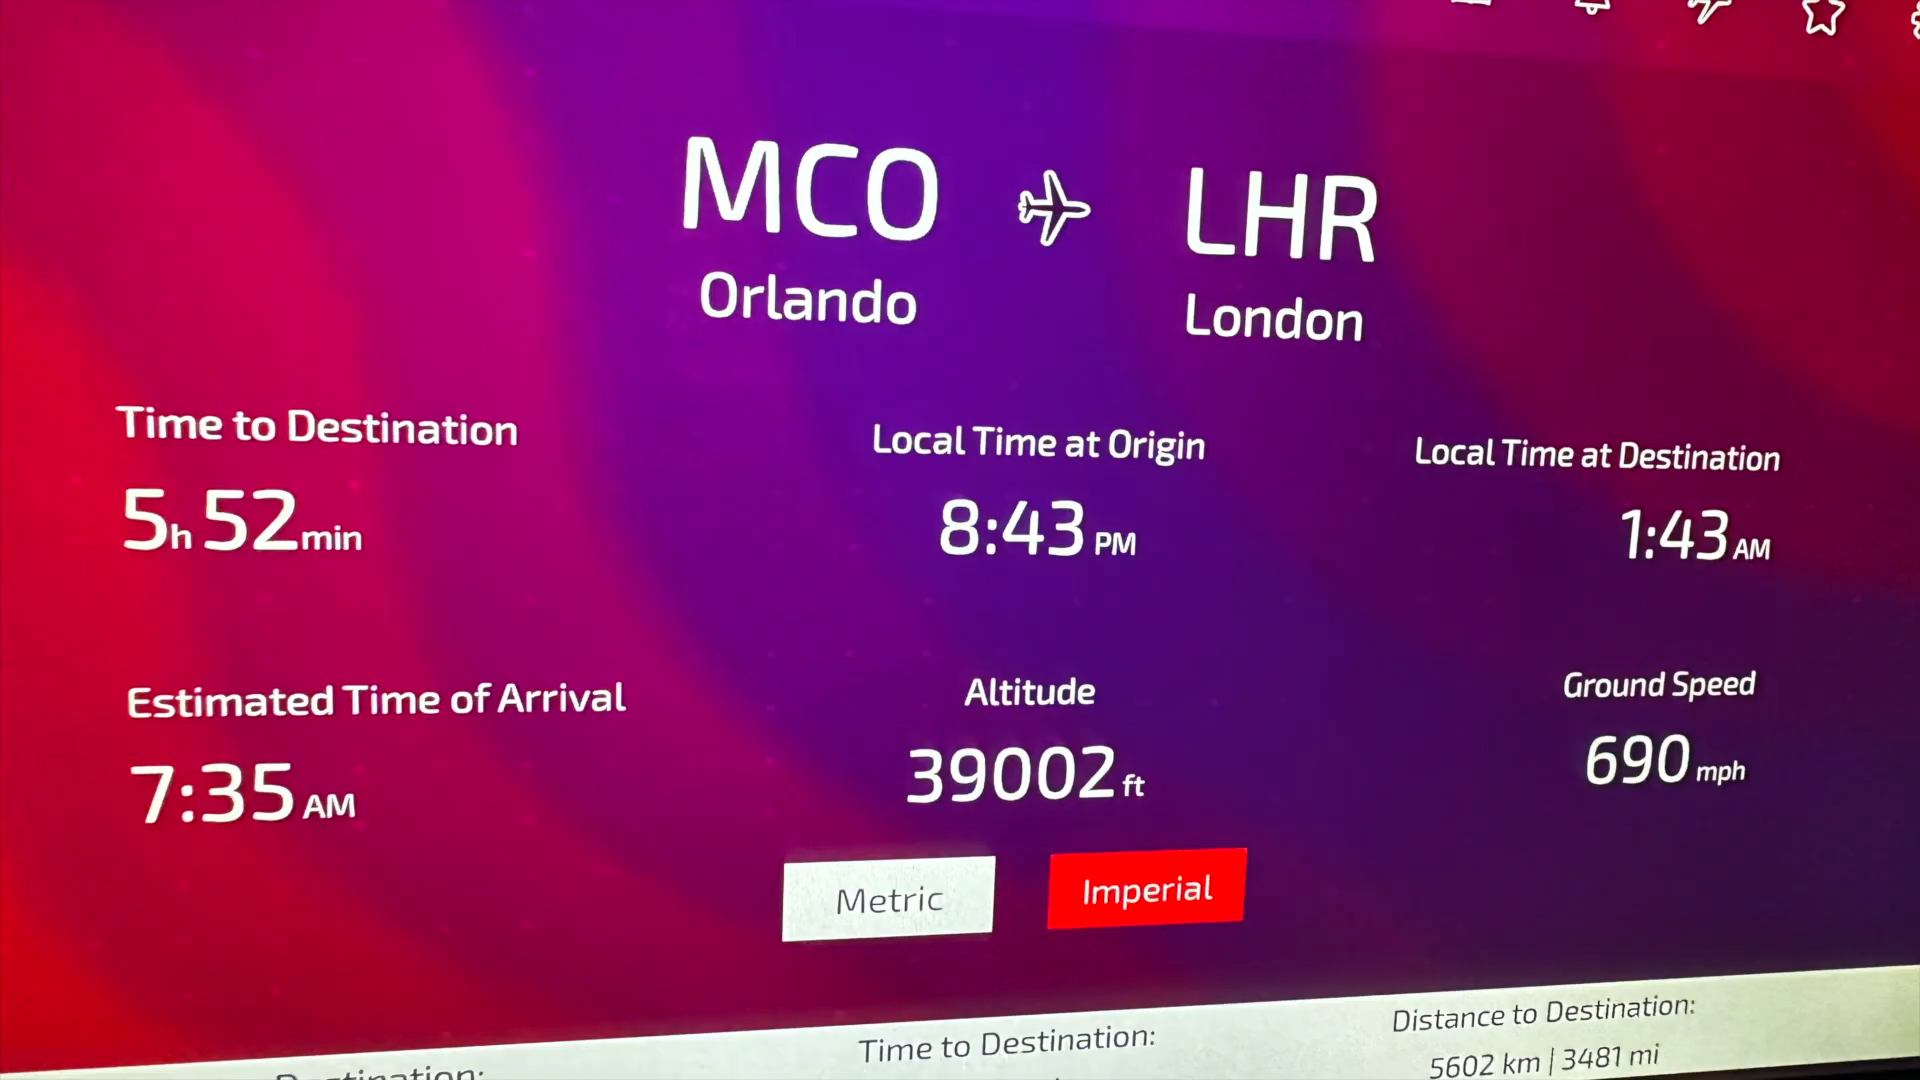 MCO LHR
Orlando London
Time to Destination Local Time at Origin Local Time at Destination
5h 52min 8:43 PM 1:43 AM
Estimated Time of Arrival Altitude Ground Speed
7:35 AM 39002 ft 690 mph
Metric Imperial
Destination: Time to Destination: Distance to Destination:
5602 km | 3481 mi